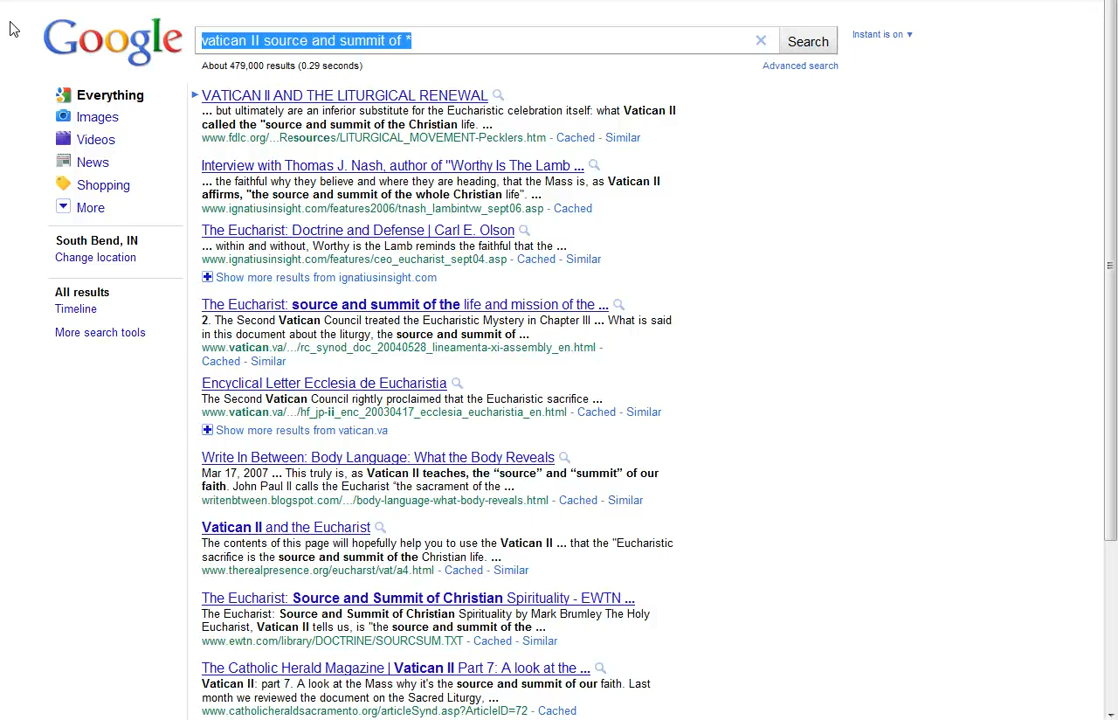 Google
vatican II source and summit of *
Search
Instant is on ▼
About 479,000 results (0.29 seconds)
Advanced search
Everything
Images
Videos
News
Shopping
More
South Bend, IN
Change location
All results
Timeline
More search tools
VATICAN II AND THE LITURGICAL RENEWAL
... but ultimately are an inferior substitute for the Eucharistic celebration itself: what Vatican II
called the "source and summit of the Christian life. ...
www.fdlc.org/...Resources/LITURGICAL_MOVEMENT-Pecklers.htm - Cached - Similar
Interview with Thomas J. Nash, author of "Worthy Is The Lamb ...
... the faithful why they believe and where they are heading, that the Mass is, as Vatican II
affirms, "the source and summit of the whole Christian life". ...
www.ignatiusinsight.com/features2006/tnash_lambintvw_sept06.asp - Cached
The Eucharist: Doctrine and Defense | Carl E. Olson
... within and without, Worthy is the Lamb reminds the faithful that the ...
www.ignatiusinsight.com/features/ceo_eucharist_sept04.asp - Cached - Similar
Show more results from ignatiusinsight.com
The Eucharist: source and summit of the life and mission of the ...
2. The Second Vatican Council treated the Eucharistic Mystery in Chapter III ... What is said
in this document about the liturgy, the source and summit of ...
www.vatican.va/.../rc_synod_doc_20040528_lineamenta-xi-assembly_en.html -
Cached - Similar
Encyclical Letter Ecclesia de Eucharistia
The Second Vatican Council rightly proclaimed that the Eucharistic sacrifice ...
www.vatican.va/.../hf_jp-ii_enc_20030417_ecclesia_eucharistia_en.html - Cached - Similar
Show more results from vatican.va
Write In Between: Body Language: What the Body Reveals
Mar 17, 2007 ... This truly is, as Vatican II teaches, the “source” and “summit” of our
faith. John Paul II calls the Eucharist “the sacrament of the ...
writenbtween.blogspot.com/.../body-language-what-body-reveals.html - Cached - Similar
Vatican II and the Eucharist
The contents of this page will hopefully help you to use the Vatican II ... that the "Eucharistic
sacrifice is the source and summit of the Christian life. ...
www.therealpresence.org/eucharst/vat/a4.html - Cached - Similar
The Eucharist: Source and Summit of Christian Spirituality - EWTN ...
The Eucharist: Source and Summit of Christian Spirituality by Mark Brumley The Holy
Eucharist, Vatican II tells us, is "the source and summit of the ...
www.ewtn.com/library/DOCTRINE/SOURCSUM.TXT - Cached - Similar
The Catholic Herald Magazine | Vatican II Part 7: A look at the ...
Vatican II: part 7. A look at the Mass why it's the source and summit of our faith. Last
month we reviewed the document on the Sacred Liturgy, ...
www.catholicheraldsacramento.org/articleSynd.asp?ArticleID=72 - Cached